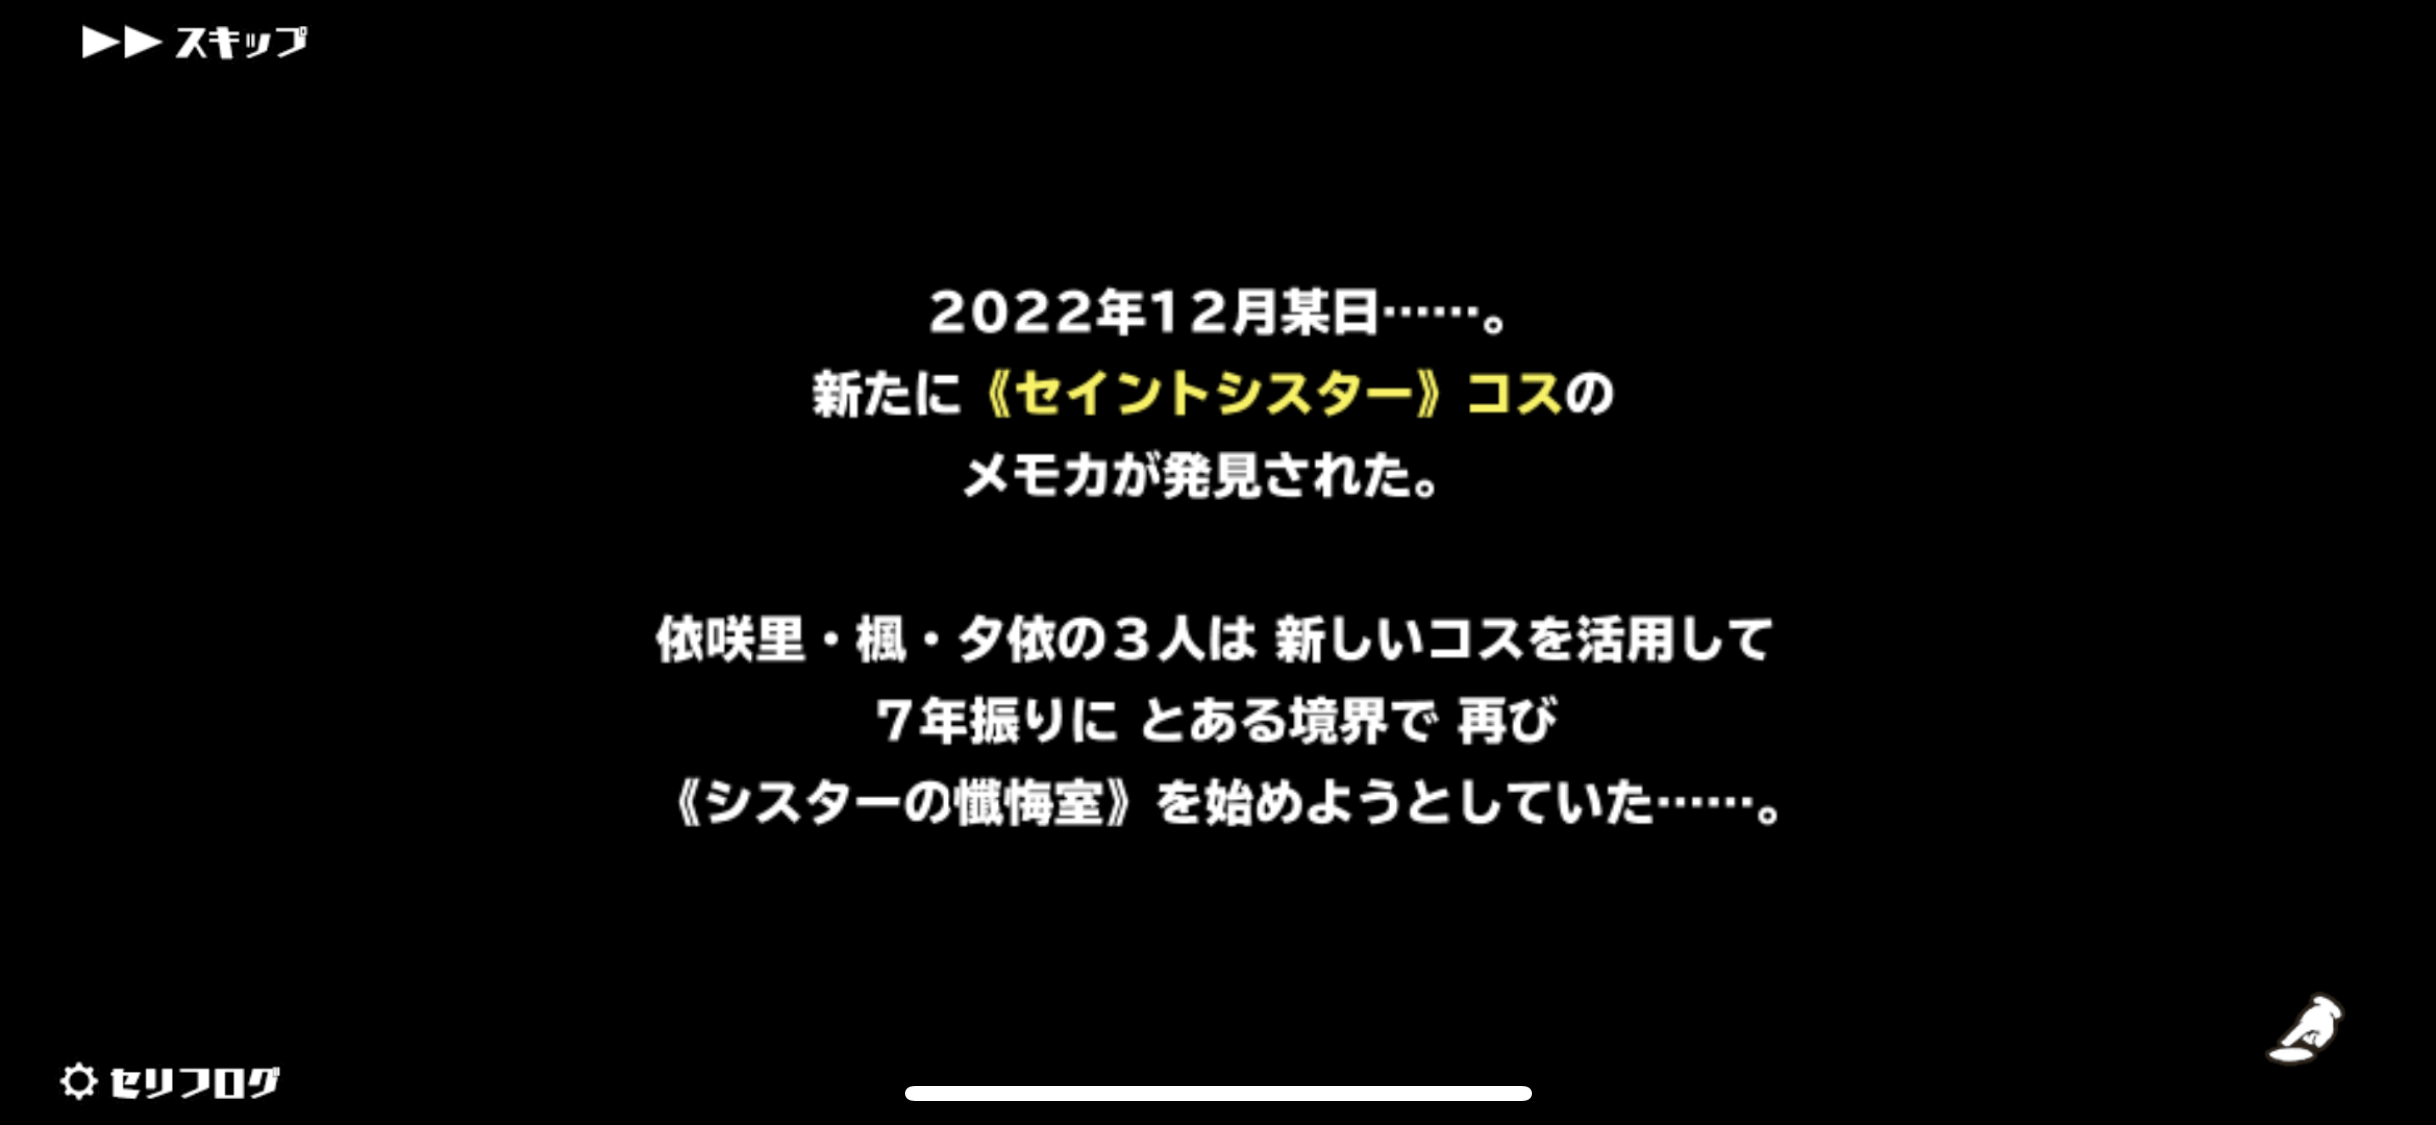 スキップ
２０２２年１２月某日……。
新たに《セイントシスター》コスの
メモカが発見された。
依咲里・楓・夕依の３人は 新しいコスを活用して
７年振りに とある境界で 再び
《シスターの懺悔室》を始めようとしていた……。
セリフログ